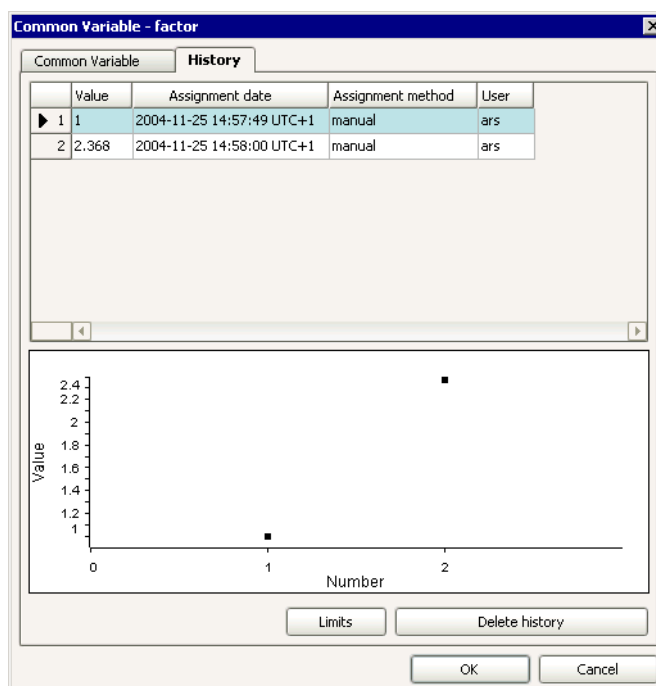 Common Variable - factor
Common Variable History
Value Assignment date Assignment method User
1 1 2004-11-25 14:57:49 UTC+1 manual ars
2 2.368 2004-11-25 14:58:00 UTC+1 manual ars
2.4
2.2
2
1.8
1.6
1.4
1.2
1
Value
0 1 2
Number
Limits Delete history
OK Cancel